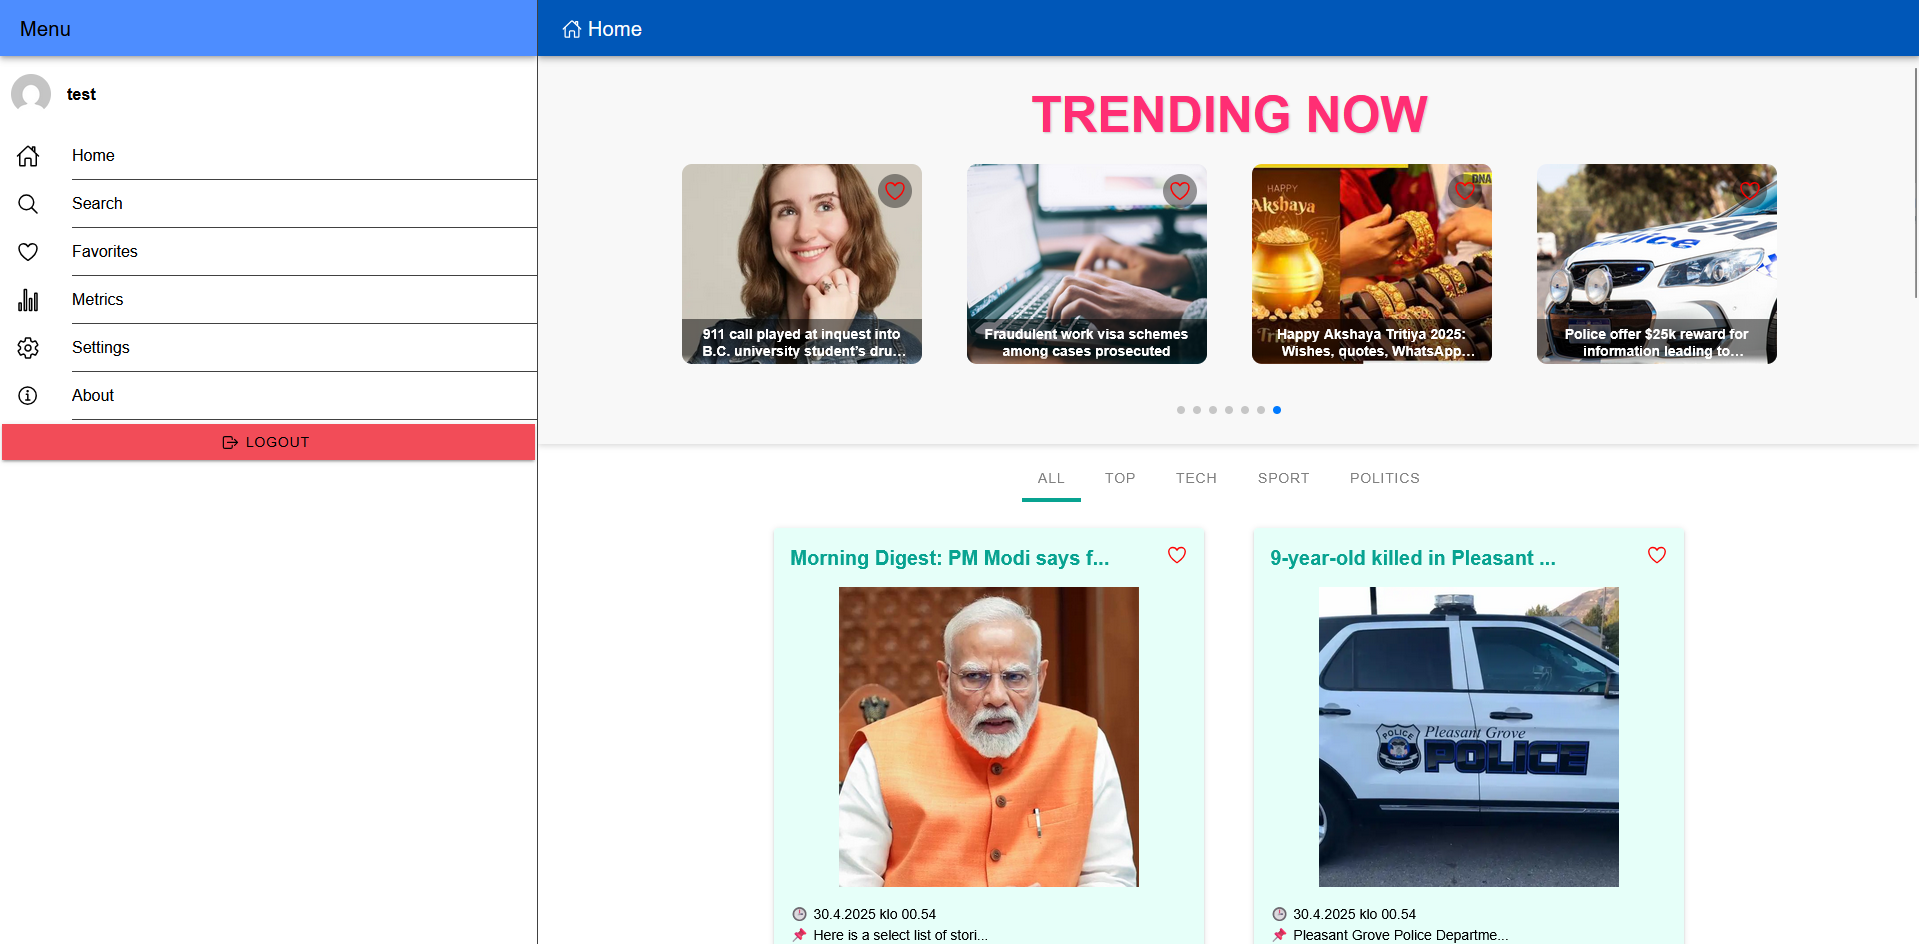 Menu
Home
test
Home
Search
Favorites
Metrics
Settings
About
LOGOUT
TRENDING NOW
911 call played at inquest into
B.C. university student's dru...
Fraudulent work visa schemes
among cases prosecuted
DNA
HAPPY
Akshaya
Happy Akshaya Tritiya 2025:
Wishes, quotes, WhatsApp...
Police
Police offer $25k reward for
information leading to...
ALL
TOP
TECH
SPORT
POLITICS
Morning Digest: PM Modi says f...
30.4.2025 klo 00.54
Here is a select list of stori...
9-year-old killed in Pleasant ...
POLICE
Pleasant Grove
POLICE
30.4.2025 klo 00.54
Pleasant Grove Police Departme...